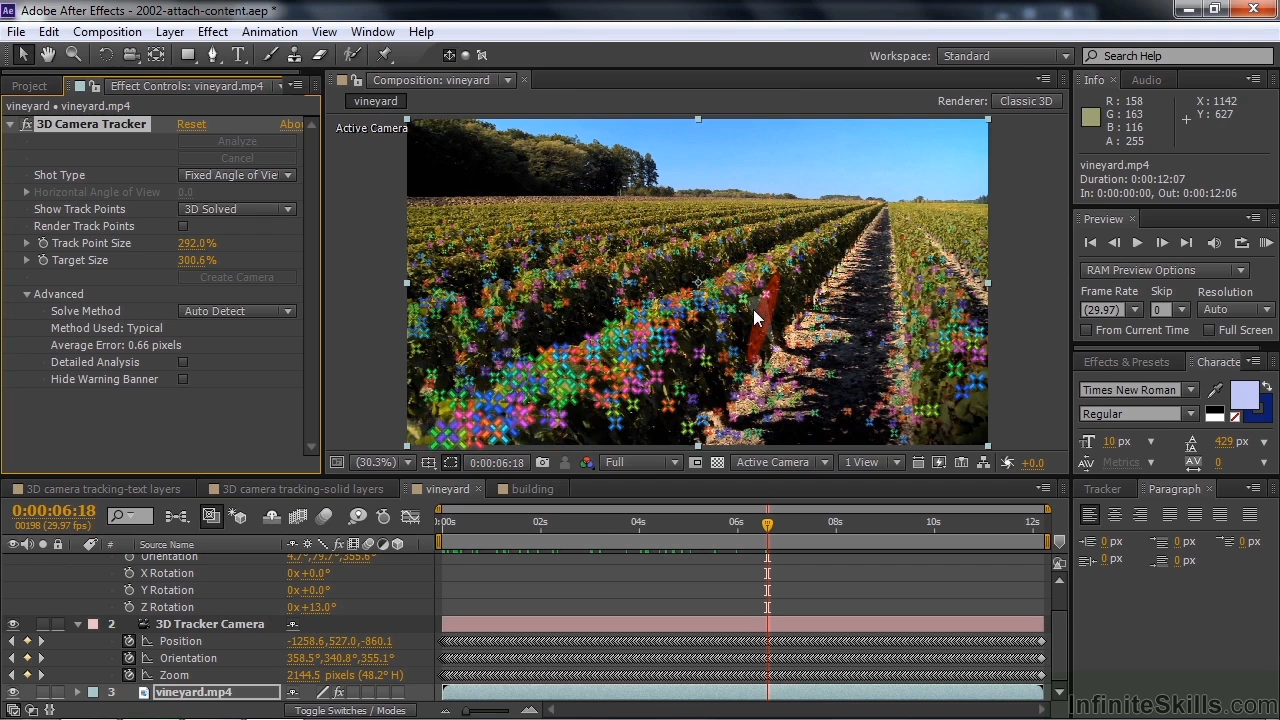 Ae Adobe After Effects - 2002-attach-content.aep *
File Edit Composition Layer Effect Animation View Window Help
Workspace: Standard Search Help
Project Effect Controls: vineyard.mp4 Composition: vineyard Info Audio
vineyard • vineyard.mp4 vineyard Renderer: Classic 3D
fx 3D Camera Tracker Reset Abou
Active Camera
R : 158 X : 1142
G : 163 Y : 627
B : 116
A : 255
Analyze
Cancel
Shot Type Fixed Angle of Vie
Horizontal Angle of View 0.0
Show Track Points 3D Solved
Render Track Points
Track Point Size 292.0%
Target Size 300.6%
Create Camera
Advanced
Solve Method Auto Detect
Method Used: Typical
Average Error: 0.66 pixels
Detailed Analysis
Hide Warning Banner
vineyard.mp4
Duration: 0:00:12:07
In: 0:00:00:00, Out: 0:00:12:06
Preview
RAM Preview Options
Frame Rate Skip Resolution
(29.97) 0 Auto
From Current Time Full Screen
Effects & Presets Characte
Times New Roman
Regular
T 10 px 429 px
Metrics 0
(30.3%) 0:00:06:18 Full Active Camera 1 View +0.0
3D camera tracking-text layers 3D camera tracking-solid layers vineyard building
Tracker Paragraph
0 px 0 px 0 px
0 px 0 px
0:00:06:18
00198 (29.97 fps)
0:00s 02s 04s 06s 08s 10s 12s
# Source Name
Orientation 4.7°,79.7°,355.6°
X Rotation 0x+0.0°
Y Rotation 0x+0.0°
Z Rotation 0x+13.0°
2 3D Tracker Camera
Position -1258.6,527.0,-860.1
Orientation 358.5°,340.8°,355.1°
Zoom 2144.5 pixels (48.2° H)
3 vineyard.mp4 fx
Toggle Switches / Modes
InfiniteSkills.com